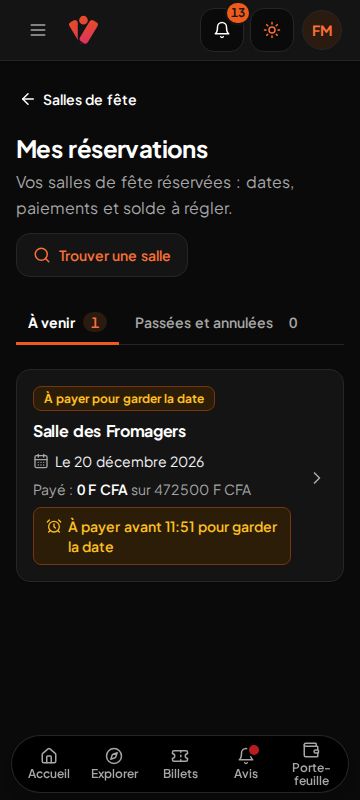 13
FM
Salles de fête
Mes réservations
Vos salles de fête réservées : dates,
paiements et solde à régler.
Trouver une salle
À venir 1 Passées et annulées 0
À payer pour garder la date
Salle des Fromagers
Le 20 décembre 2026
Payé : 0 F CFA sur 472500 F CFA
À payer avant 11:51 pour garder
la date
Accueil Explorer Billets Avis Porte-
feuille